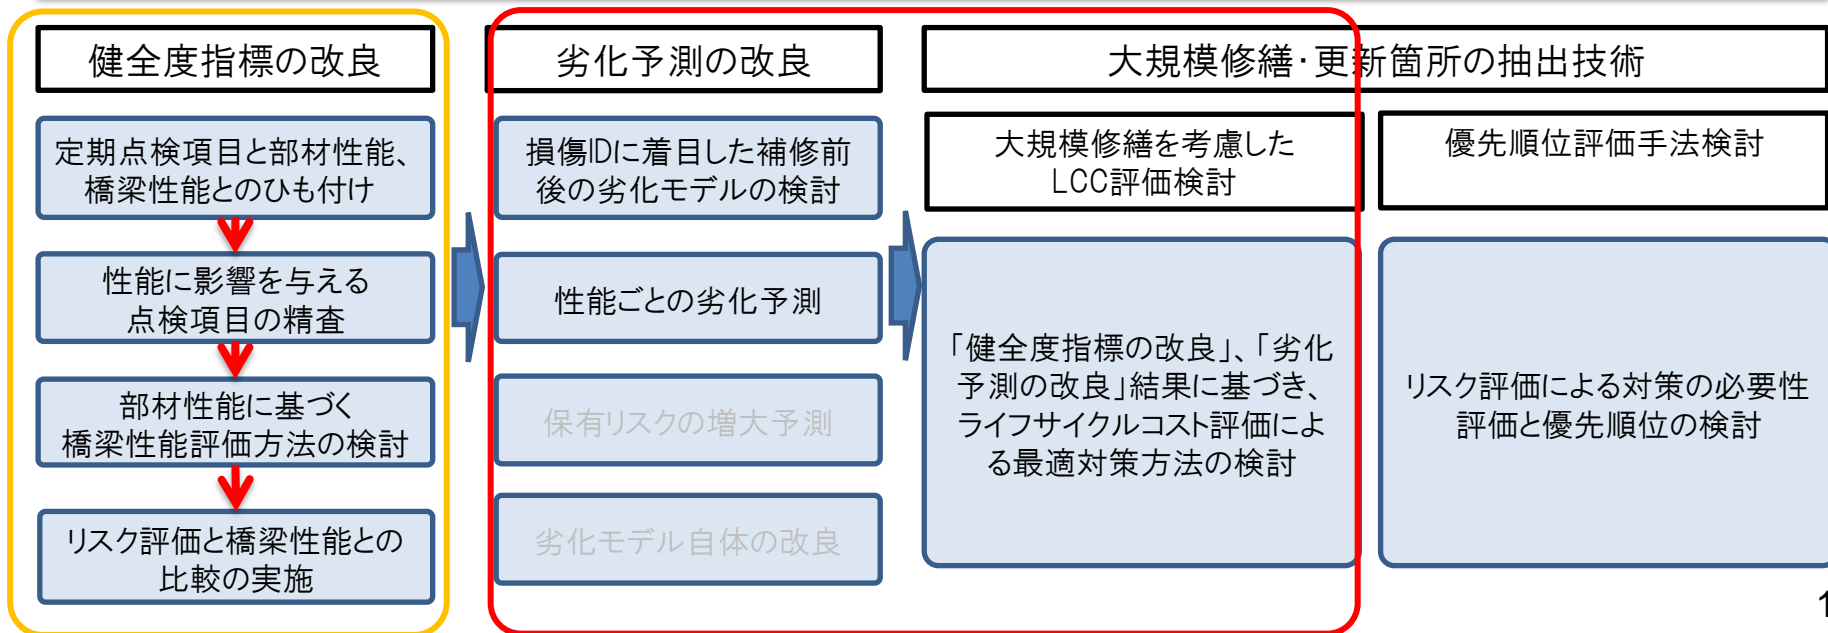 健全度指標の改良
定期点検項目と部材性能、
橋梁性能とのひも付け
性能に影響を与える
点検項目の精査
部材性能に基づく
橋梁性能評価方法の検討
リスク評価と橋梁性能との
比較の実施
劣化予測の改良
損傷IDに着目した補修前
後の劣化モデルの検討
性能ごとの劣化予測
保有リスクの増大予測
劣化モデル自体の改良
大規模修繕・更新箇所の抽出技術
大規模修繕を考慮した
LCC評価検討
「健全度指標の改良」、「劣化
予測の改良」結果に基づき、
ライフサイクルコスト評価によ
る最適対策方法の検討
優先順位評価手法検討
リスク評価による対策の必要性
評価と優先順位の検討
1